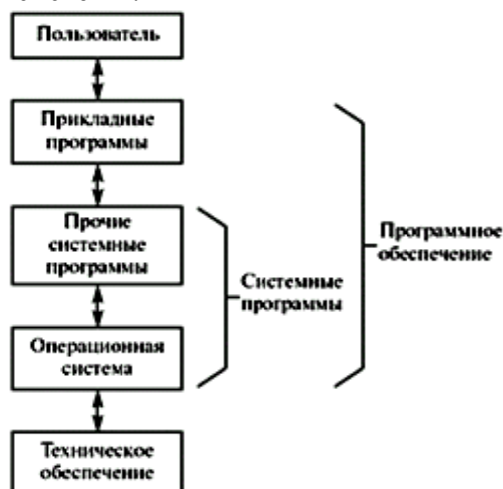 Пользователь
Прикладные
программы
Прочие
системные
программы
Операционная
система
Техническое
обеспечение
Системные
программы
Программное
обеспечение